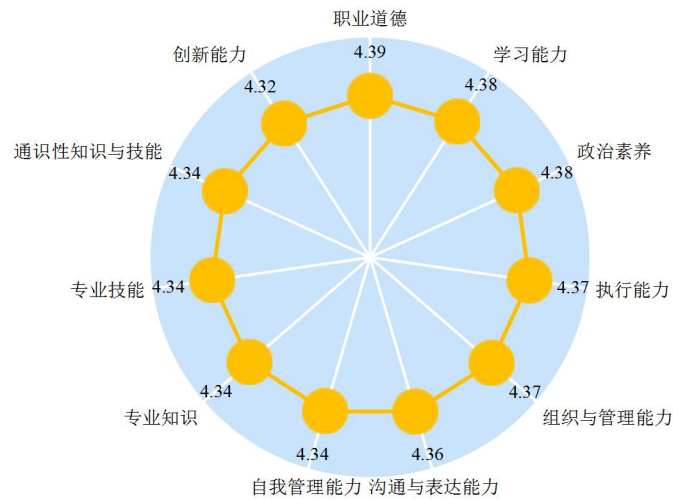 职业道德
4.39
学习能力
4.38
政治素养
4.38
执行能力
4.37
组织与管理能力
4.37
沟通与表达能力
4.36
自我管理能力
4.34
专业知识
4.34
专业技能
4.34
通识性知识与技能
4.34
创新能力
4.32